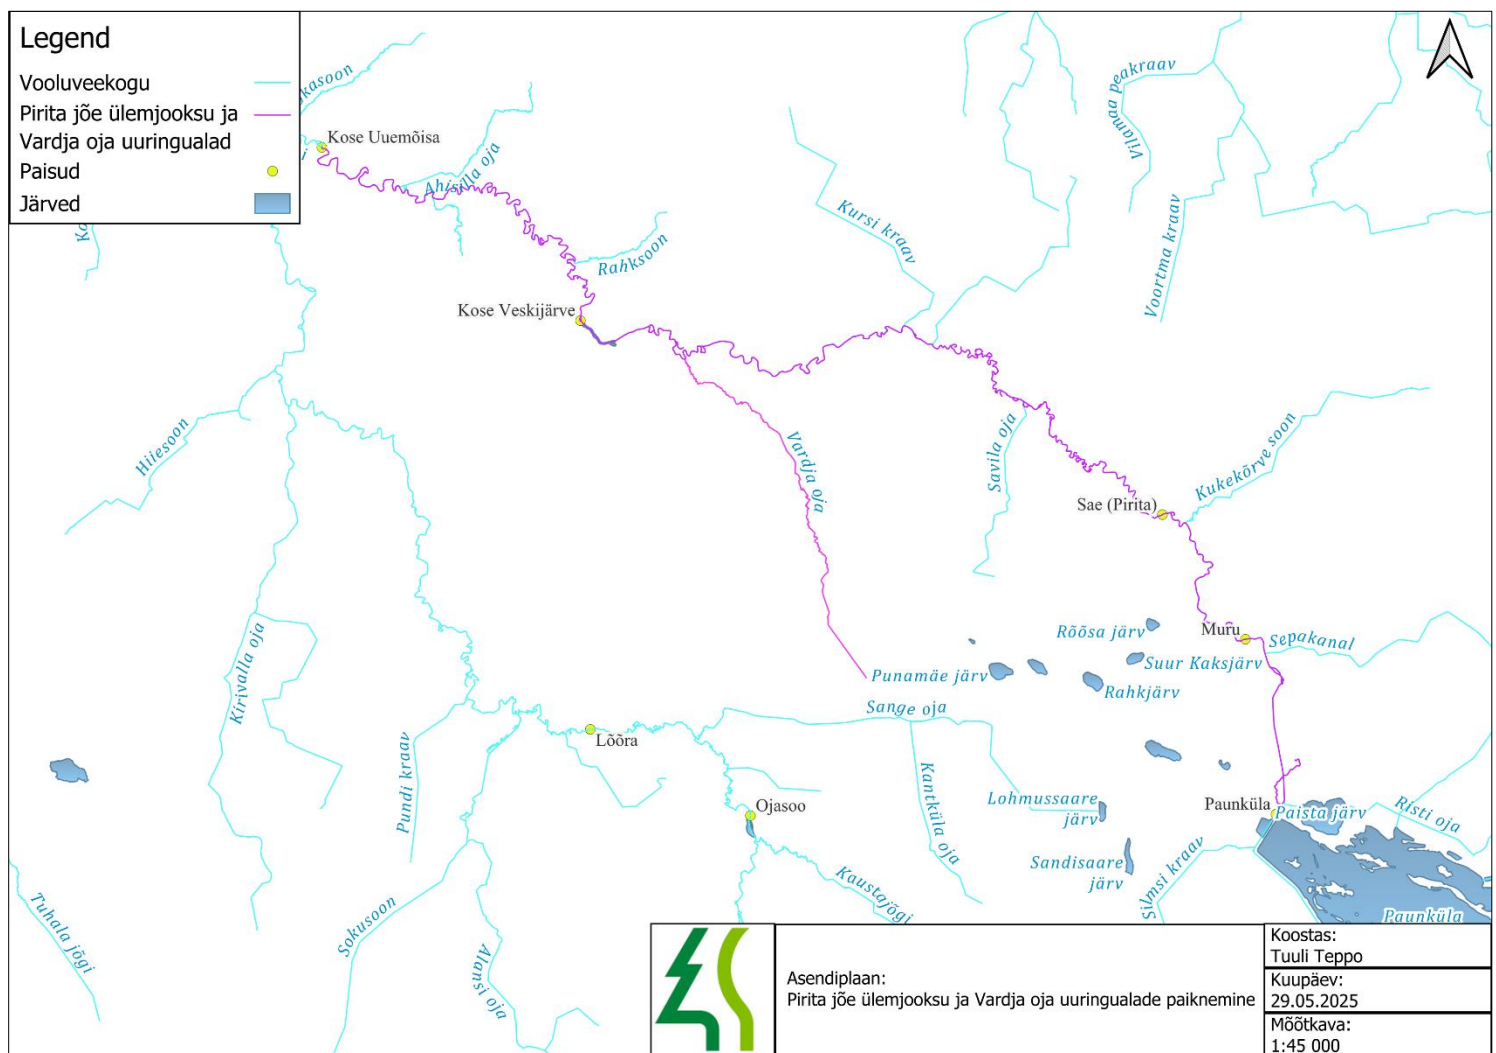 Legend
Vooluveekogu
Pirita jõe ülemjooksu ja
Vardja oja uuringualad
Paisud
Järved
kasoon
Kose Uuemõisa
Ahisilla oja
Rahksoon
Kose Veskijärve
Kursi kraav
Vilamaa peakraav
Voortma kraav
Hiiesoon
Vardja oja
Savila oja
Kukekõrve soon
Sae (Pirita)
Rõõsa järv
Muru
Sepakanal
Suur Kaksjärv
Punamäe järv
Rahkjärv
Kirivalla oja
Sange oja
Lõõra
Pundi kraav
Kantküla oja
Ojasoo
Lohmussaare
järv
Paunküla
Paista järv
Risti oja
Sandisaare
järv
Silmsi kraav
Kaustajõgi
Paunküla
Tuhala jõgi
Sokusoon
Alansi oja
Asendiplaan:
Pirita jõe ülemjooksu ja Vardja oja uuringualade paiknemine
Koostas:
Tuuli Teppo
Kuupäev:
29.05.2025
Mõõtkava:
1:45 000